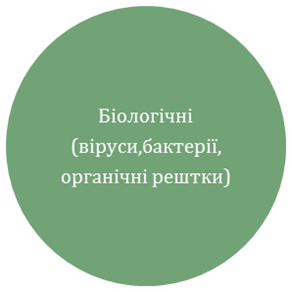 Біологічні
(віруси,бактерії,
органічні рештки)